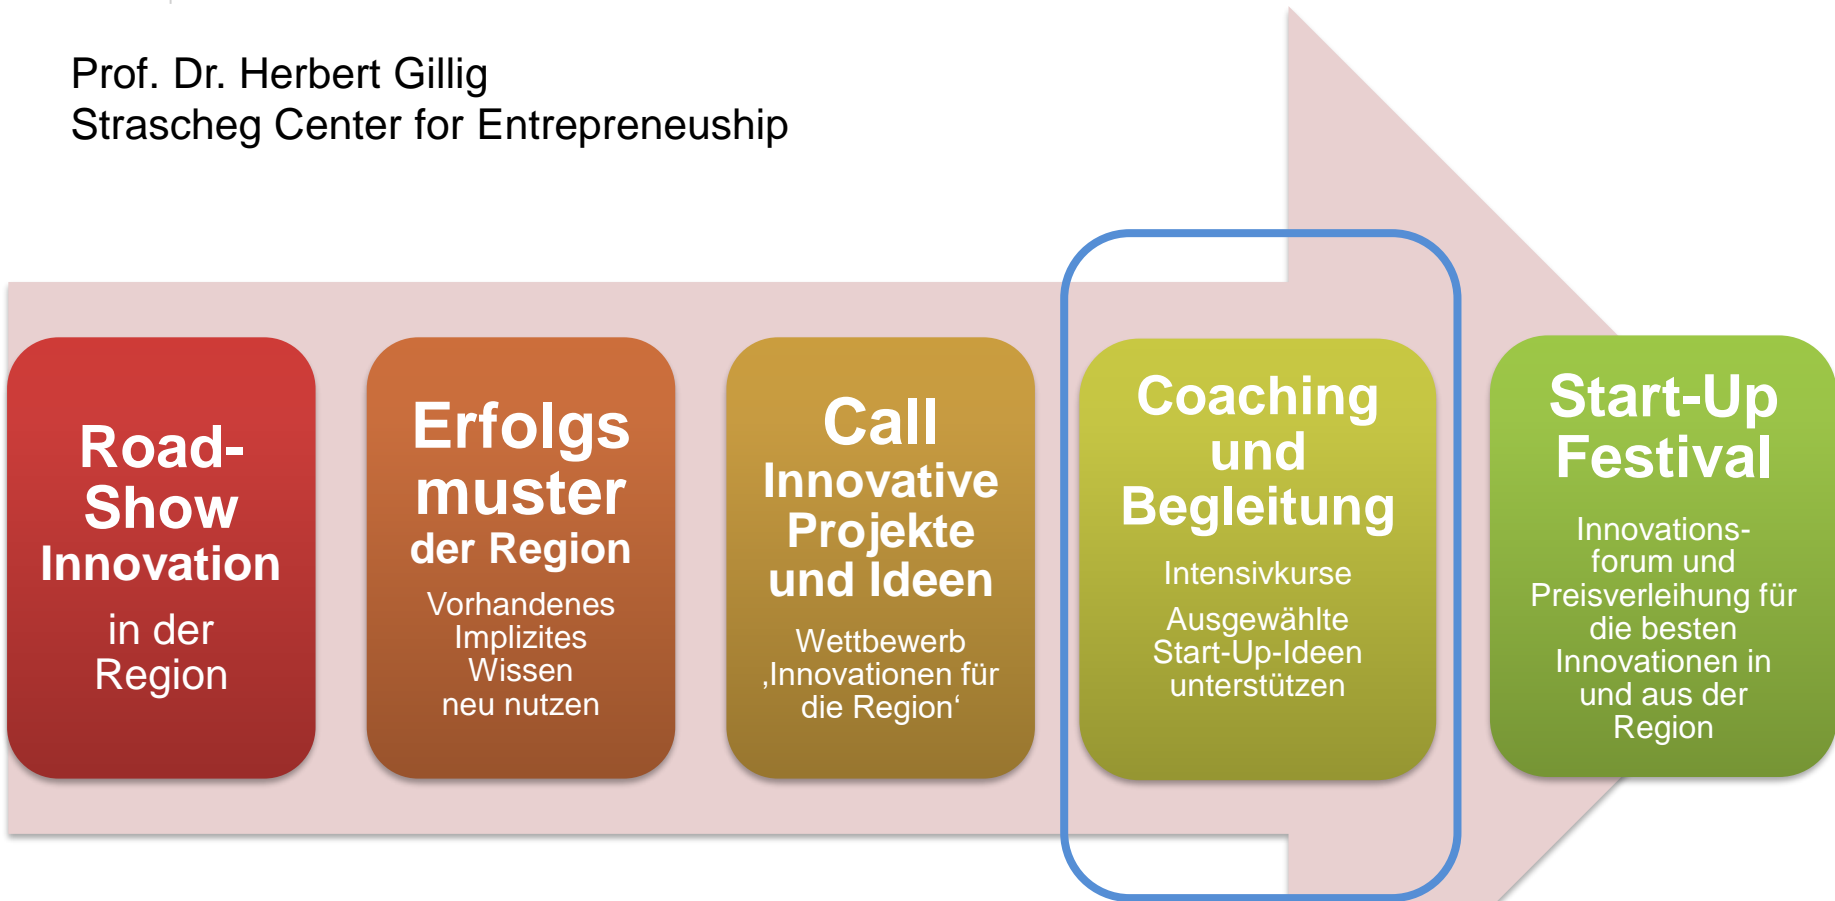 Prof. Dr. Herbert Gillig
Strascheg Center for Entrepreneuship
Road-
Show
Innovation
in der
Region
Erfolgs
muster
der Region
Vorhandenes
Implizites
Wissen
neu nutzen
Call
Innovative
Projekte
und Ideen
Wettbewerb
‚Innovationen für
die Region‘
Coaching
und
Begleitung
Intensivkurse
Ausgewählte
Start-Up-Ideen
unterstützen
Start-Up
Festival
Innovations-
forum und
Preisverleihung für
die besten
Innovationen in
und aus der
Region